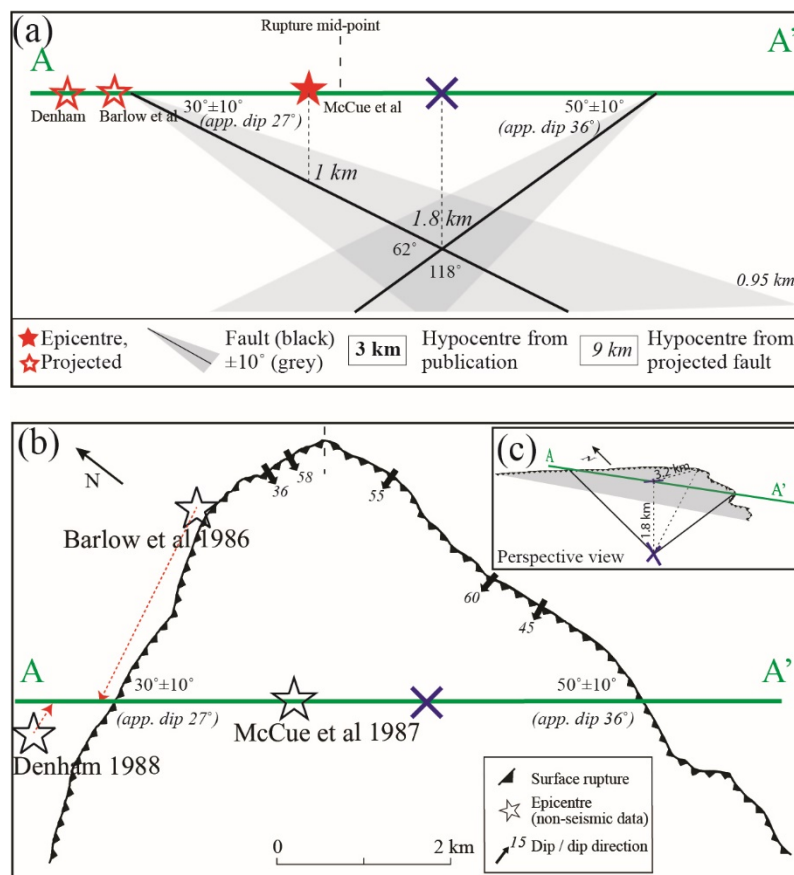 (a)
Rupture mid-point
A
A'
30˚±10˚
McCue et al
50˚±10˚
Denham
Barlow et al
(app. dip 27˚)
(app. dip 36˚)
1 km
1.8 km
62˚
118˚
0.95 km
Epicentre,
Projected
Fault (black)
±10˚ (grey)
3 km
Hypocentre from
publication
9 km
Hypocentre from
projected fault
(b)
N
36
58
55
Barlow et al 1986
60
45
A
A'
30˚±10˚
50˚±10˚
(app. dip 27˚)
(app. dip 36˚)
McCue et al 1987
Denham 1988
0
2 km
(c)
A
N
3.2 km
A'
1.8 km
Perspective view
Surface rupture
Epicentre
(non-seismic data)
15 Dip / dip direction